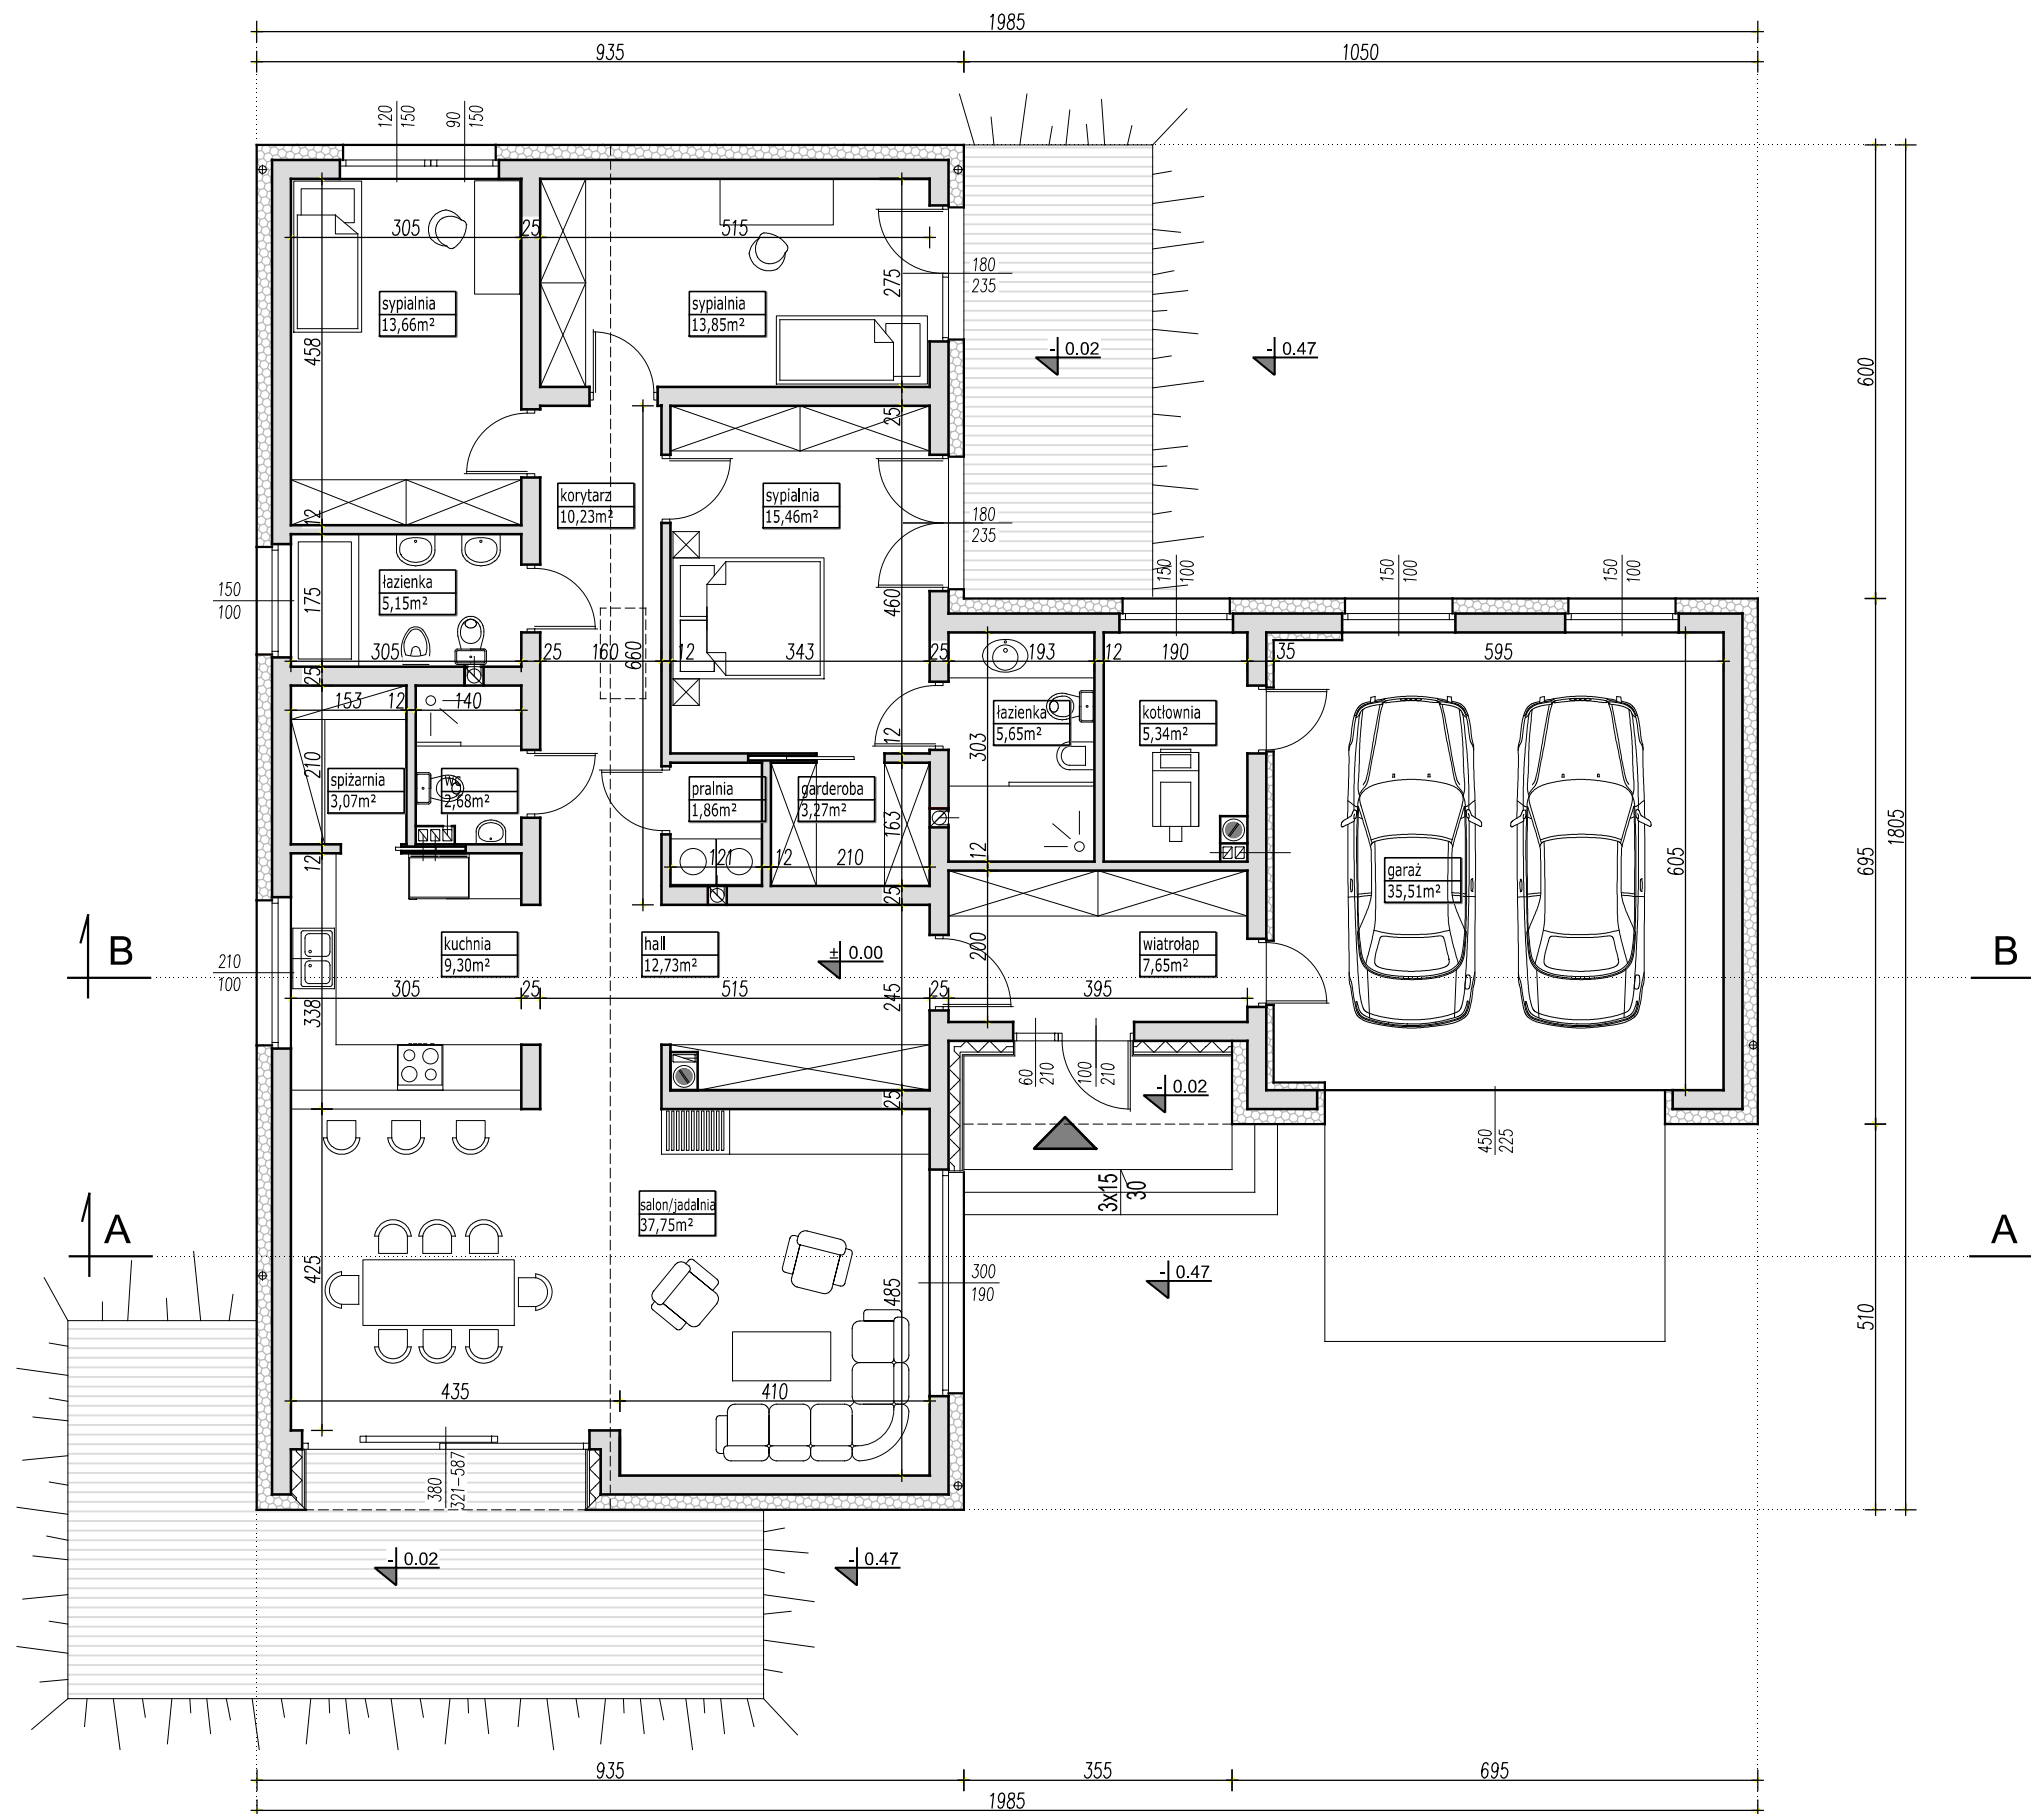 1985
935
1050
120
150
90
150
305
25
515
275
180
235
sypialnia
13,66m²
sypialnia
13,85m²
458
- 0.02
- 0.47
600
25
korytarz
10,23m²
sypialnia
15,46m²
12
180
235
150
100
łazienka
5,15m²
175
460
150
100
150
100
150
100
305
25
160
660
12
343
25
193
12
190
35
595
25
153
12
140
210
spiżarnia
3,07m²
wc
2,68m²
12
pralnia
1,86m²
garderoba
3,27m²
163
łazienka
5,65m²
303
kotłownia
5,34m²
garaż
35,51m²
605
695
1805
12
121
12
210
25
12
B
210
100
kuchnia
9,30m²
hall
12,73m²
± 0.00
200
wiatrołap
7,65m²
B
338
305
25
515
245
25
395
60
210
100
210
- 0.02
25
450
225
A
salon/jadalnia
37,75m²
3x15
30
A
425
485
300
190
- 0.47
510
435
410
380
321-587
- 0.02
- 0.47
935
355
695
1985